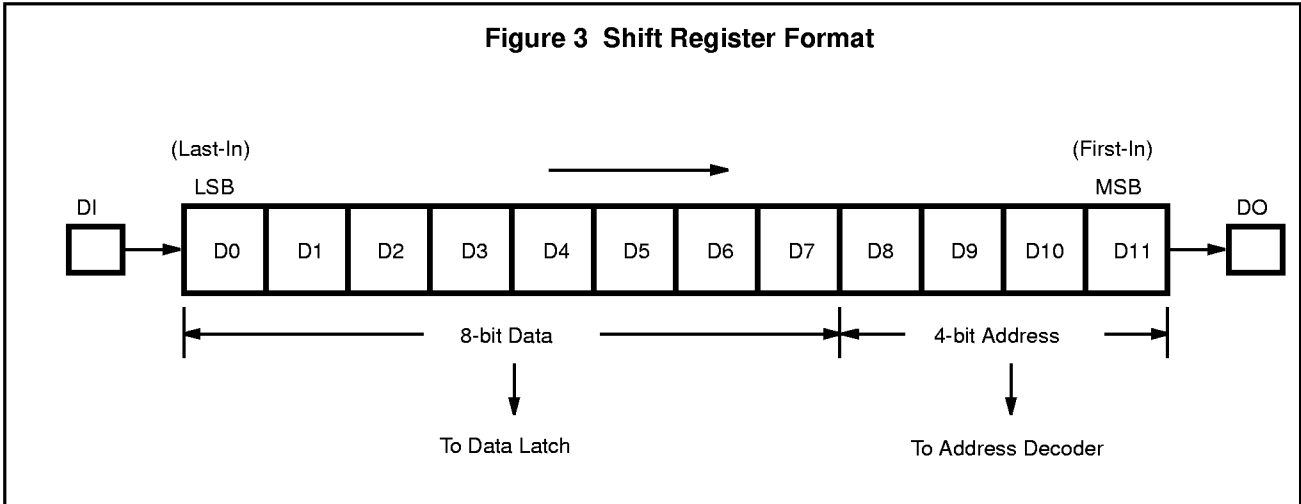 Figure 3 Shift Register Format
(Last-In) (First-In)
LSB MSB
DI DO
D0 D1 D2 D3 D4 D5 D6 D7 D8 D9 D10 D11
8-bit Data 4-bit Address
To Data Latch To Address Decoder